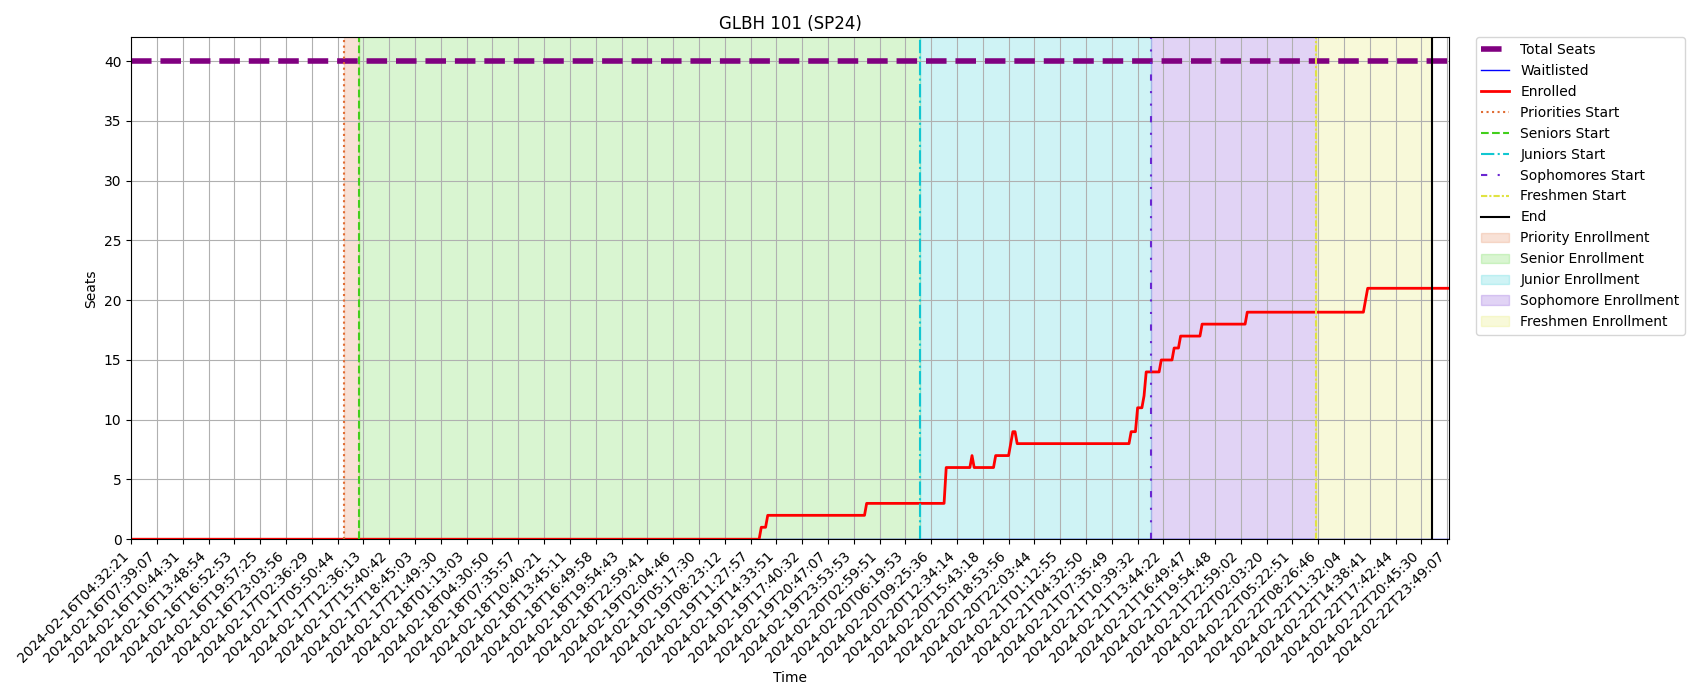 GLBH 101 (SP24)
Seats
40
35
30
25
20
15
10
5
0
2024-02-16T04:32:21
2024-02-16T07:39:07
2024-02-16T10:44:31
2024-02-16T13:48:54
2024-02-16T16:52:53
2024-02-16T19:57:25
2024-02-16T23:03:56
2024-02-17T02:36:29
2024-02-17T05:50:44
2024-02-17T12:36:13
2024-02-17T15:40:42
2024-02-17T18:45:03
2024-02-17T21:49:30
2024-02-18T01:13:03
2024-02-18T04:30:50
2024-02-18T07:35:57
2024-02-18T10:40:21
2024-02-18T13:45:11
2024-02-18T16:49:58
2024-02-18T19:54:43
2024-02-18T22:59:41
2024-02-19T02:04:46
2024-02-19T05:17:30
2024-02-19T08:23:12
2024-02-19T11:27:57
2024-02-19T14:33:51
2024-02-19T17:40:32
2024-02-19T20:47:07
2024-02-19T23:53:53
2024-02-20T02:59:51
2024-02-20T06:19:53
2024-02-20T09:25:36
2024-02-20T12:34:14
2024-02-20T15:43:18
2024-02-20T18:53:56
2024-02-20T22:03:44
2024-02-21T01:12:55
2024-02-21T04:32:50
2024-02-21T07:35:49
2024-02-21T10:39:32
2024-02-21T13:44:22
2024-02-21T16:49:47
2024-02-21T19:54:48
2024-02-21T22:59:02
2024-02-22T02:03:20
2024-02-22T05:22:51
2024-02-22T08:26:46
2024-02-22T11:32:04
2024-02-22T14:38:41
2024-02-22T17:42:44
2024-02-22T20:45:30
2024-02-22T23:49:07
Time
Total Seats
Waitlisted
Enrolled
Priorities Start
Seniors Start
Juniors Start
Sophomores Start
Freshmen Start
End
Priority Enrollment
Senior Enrollment
Junior Enrollment
Sophomore Enrollment
Freshmen Enrollment